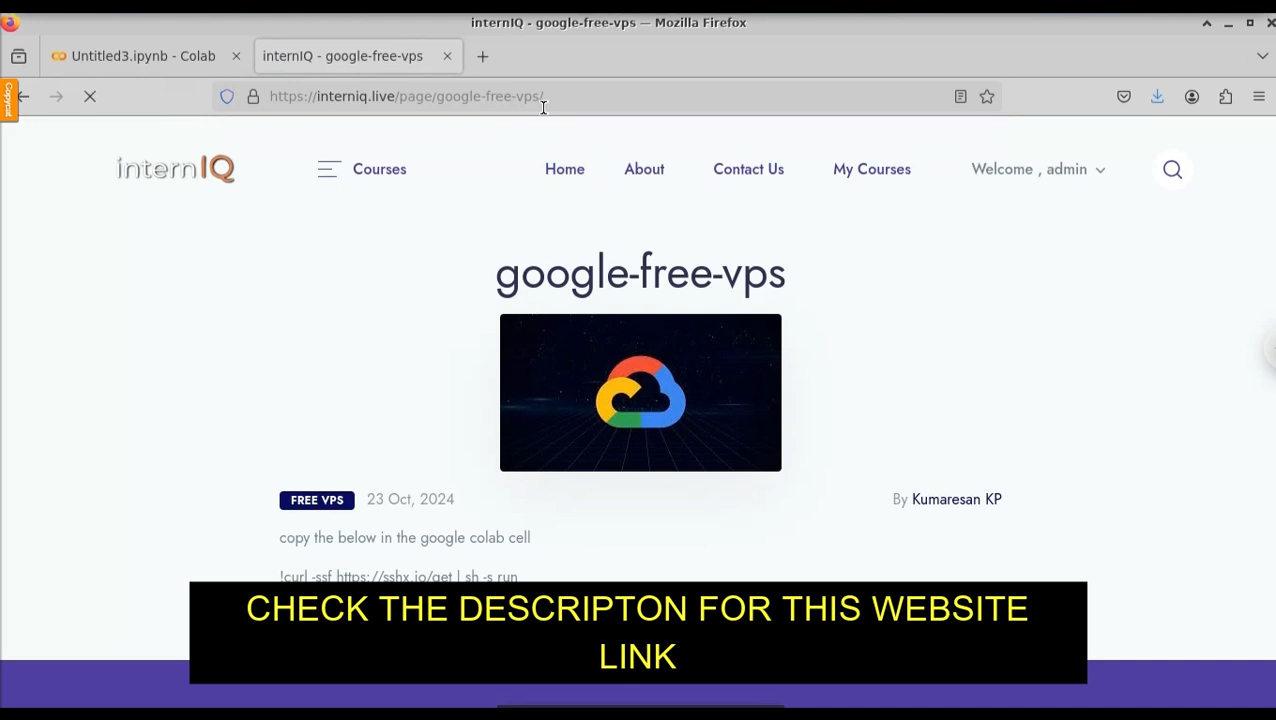 internIQ - google-free-vps — Mozilla Firefox
Untitled3.ipynb - Colab
internIQ - google-free-vps
Copycat
https://interniq.live/page/google-free-vps/
internIQ
Courses
Home
About
Contact Us
My Courses
Welcome , admin
google-free-vps
FREE VPS
23 Oct, 2024
By Kumaresan KP
copy the below in the google colab cell
!curl -ssf https://sshx.io/get | sh -s run
CHECK THE DESCRIPTON FOR THIS WEBSITE
LINK